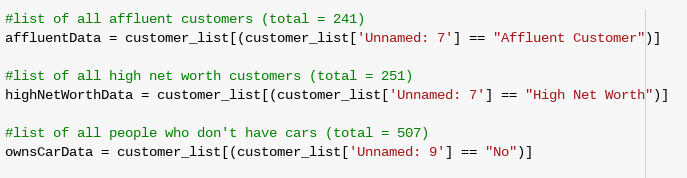 #list of all affluent customers (total = 241)
affluentData = customer_list[(customer_list['Unnamed: 7'] == "Affluent Customer")]
#list of all high net worth customers (total = 251)
highNetWorthData = customer_list[(customer_list['Unnamed: 7'] == "High Net Worth")]
#list of all people who don't have cars (total = 507)
ownsCarData = customer_list[(customer_list['Unnamed: 9'] == "No")]